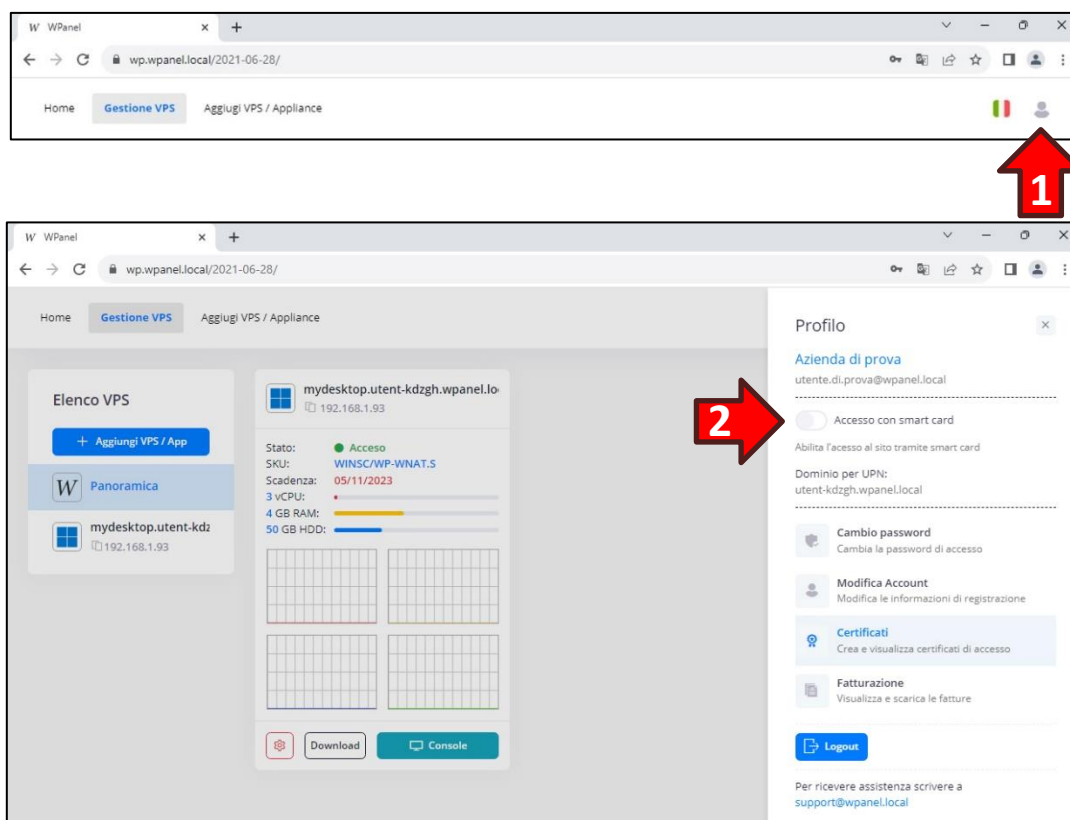 W WPanel
wp.wpanel.local/2021-06-28/
Home Gestione VPS Aggiugi VPS / Appliance
1
W WPanel
wp.wpanel.local/2021-06-28/
Home Gestione VPS Aggiugi VPS / Appliance
Elenco VPS
+ Aggiungi VPS / App
W Panoramica
mydesktop.utent-kdz
192.168.1.93
mydesktop.utent-kdzgh.wpanel.lo
192.168.1.93
Stato: Acceso
SKU: WINSC/WP-WNAT.S
Scadenza: 05/11/2023
3 vCPU:
4 GB RAM:
50 GB HDD:
Download
Console
2
Profilo
Azienda di prova
utente.di.prova@wpanel.local
Accesso con smart card
Abilita l'acesso al sito tramite smart card
Dominio per UPN:
utent-kdzgh.wpanel.local
Cambio password
Cambia la password di accesso
Modifica Account
Modifica le informazioni di registrazione
Certificati
Crea e visualizza certificati di accesso
Fatturazione
Visualizza e scarica le fatture
Logout
Per ricevere assistenza scrivere a
support@wpanel.local